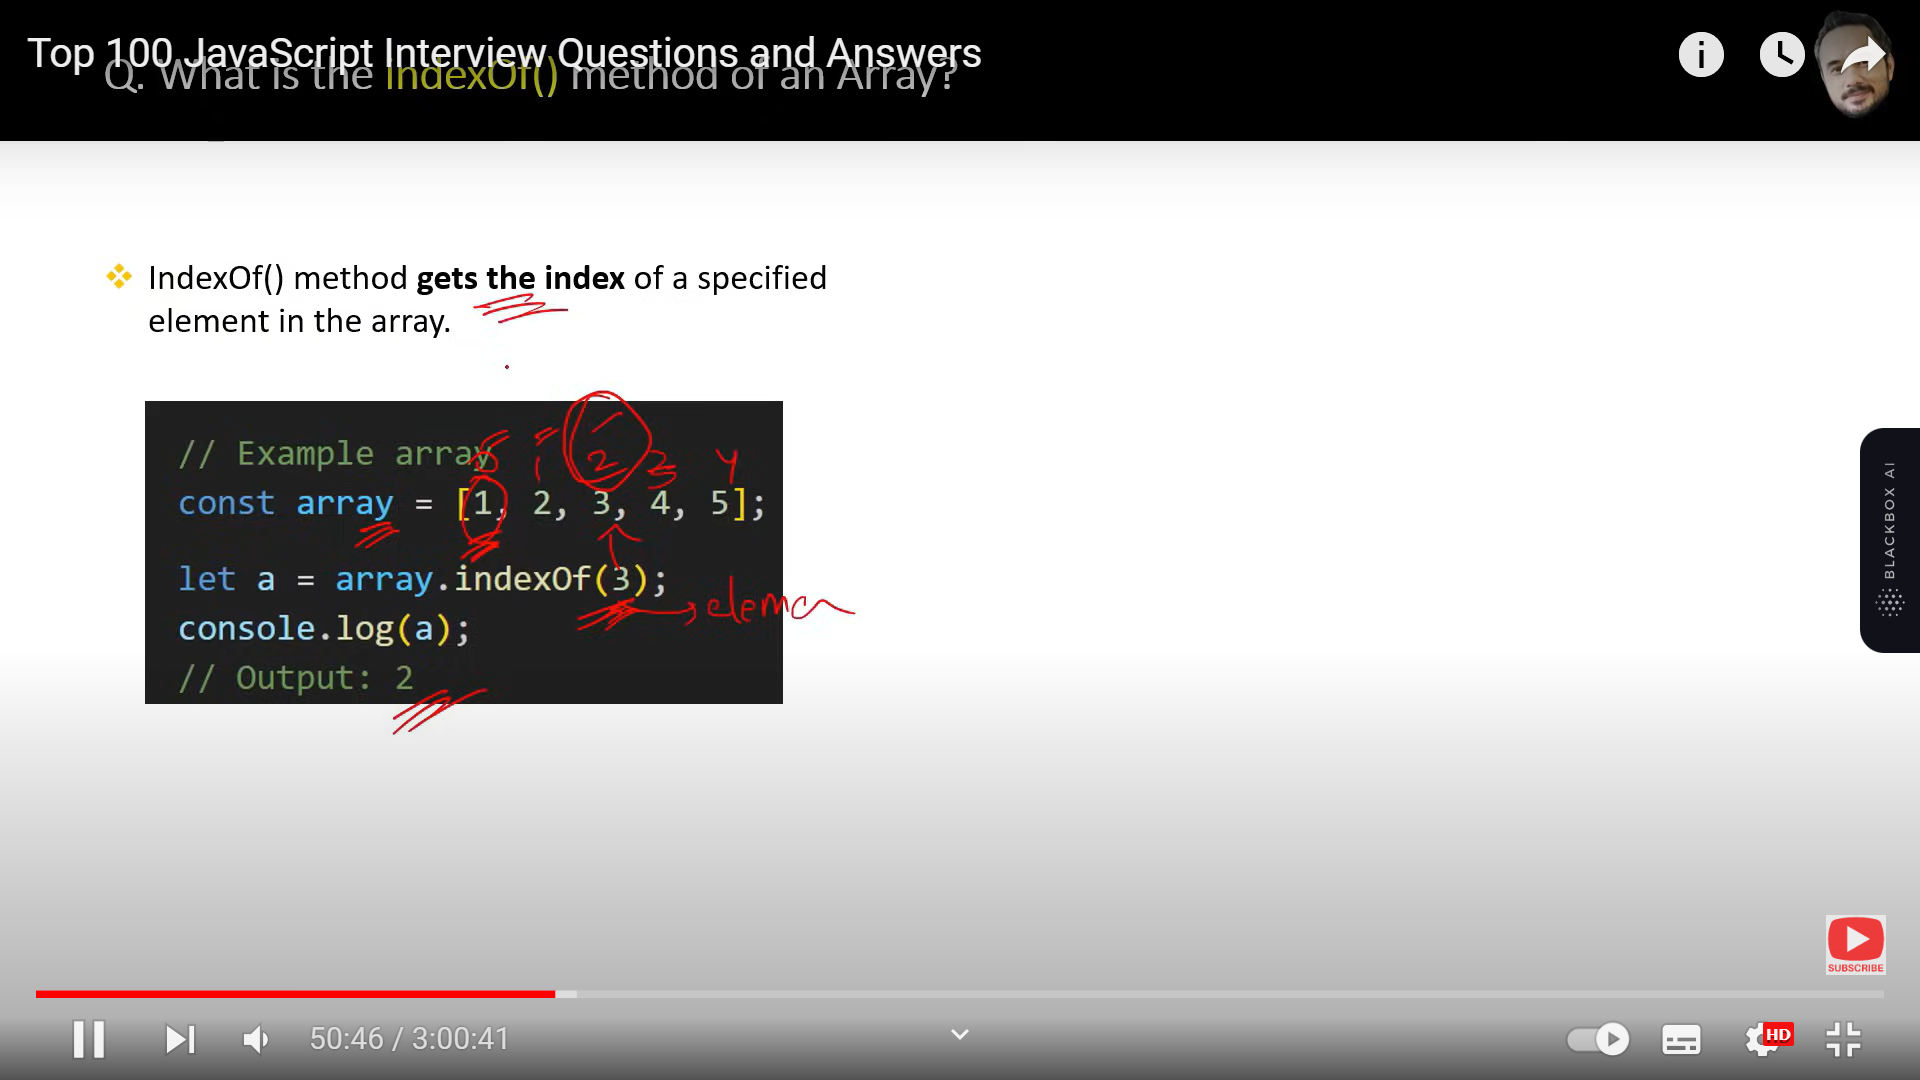 Top 100 JavaScript Interview Questions and Answers
Q. What is the IndexOf() method of an Array?
IndexOf() method gets the index of a specified
element in the array.
// Example array
0 1 2 3 4
const array = [1, 2, 3, 4, 5];
let a = array.indexOf(3);
console.log(a);
// Output: 2
BLACKBOX AI
SUBSCRIBE
50:46 / 3:00:41
HD